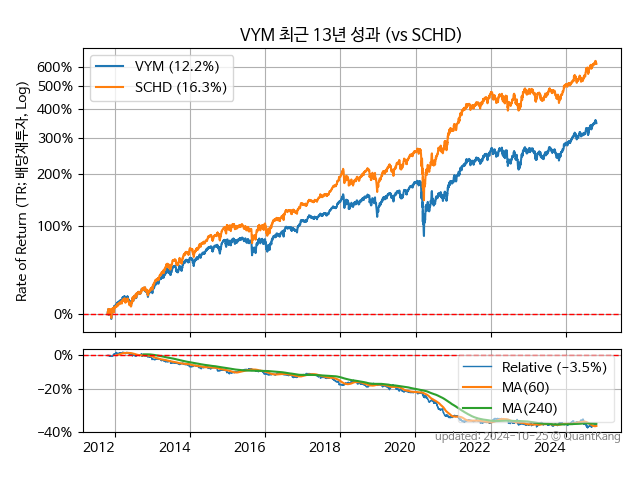 VYM 최근 13년 성과 (vs SCHD)
VYM (12.2%)
SCHD (16.3%)
600%
500%
400%
300%
200%
100%
0%
Rate of Return (TR: 배당재투자, Log)
0%
−20%
−40%
Relative (−3.5%)
MA(60)
MA(240)
2012 2014 2016 2018 2020 2022 2024
updated: 2024-10-25 © QuantKang